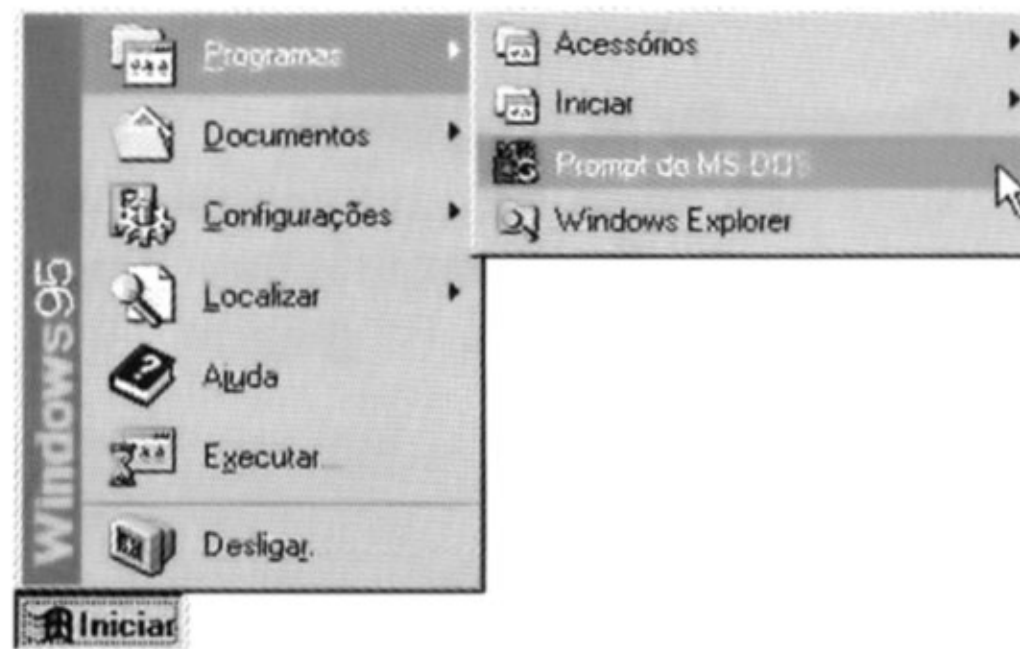 Programas
Documentos
Configurações
Localizar
Ajuda
Executar...
Desligar.
Windows95
Iniciar
Acessórios
Iniciar
Prompt do MS-DOS
Windows Explorer